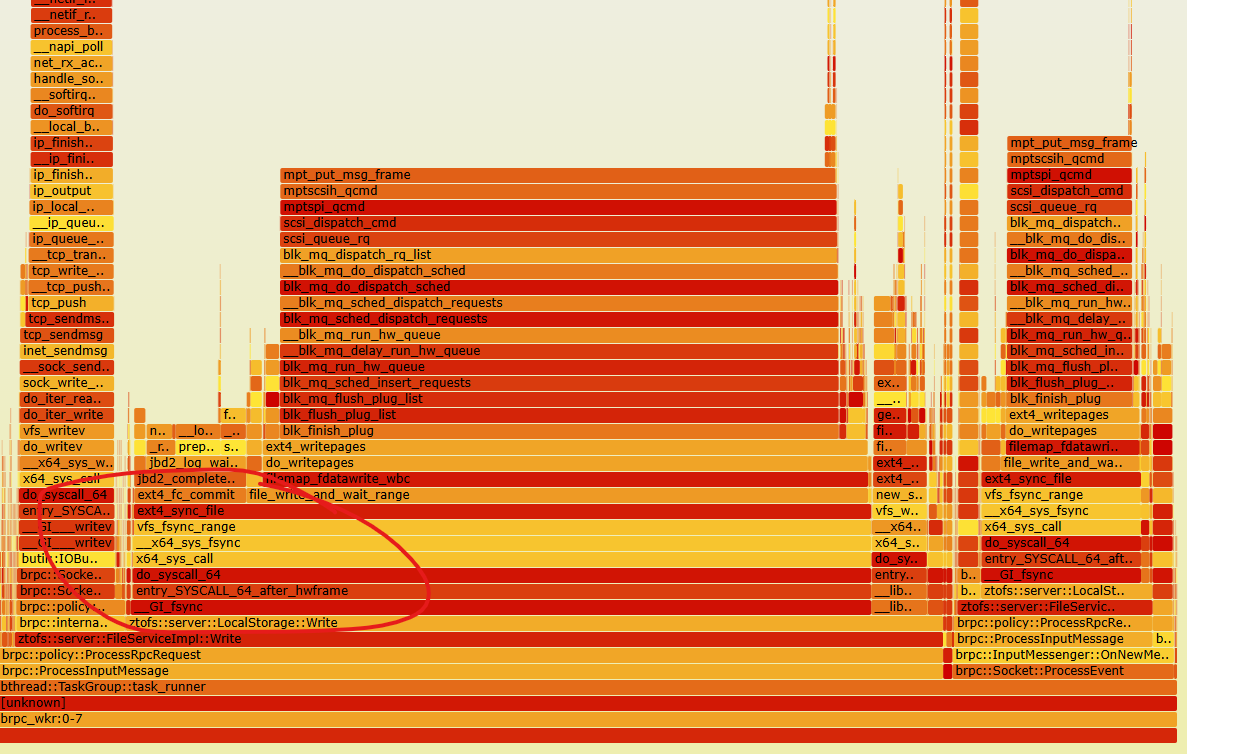 __netif_r..
__netif_r..
process_b..
__napi_poll
net_rx_ac..
handle_so..
__softirq..
do_softirq
__local_b..
ip_finish.. mpt_put_msg_frame
__ip_fini.. mptscsih_qcmd
ip_finish.. mpt_put_msg_frame mptspi_qcmd
ip_output mptscsih_qcmd scsi_dispatch_cmd
ip_local_.. mptspi_qcmd scsi_queue_rq
__ip_queu.. scsi_dispatch_cmd blk_mq_dispatch..
ip_queue_.. scsi_queue_rq __blk_mq_do_dis..
__tcp_tran.. blk_mq_dispatch_rq_list blk_mq_do_dispa..
tcp_write_.. __blk_mq_do_dispatch_sched __blk_mq_sched_..
__tcp_push.. blk_mq_do_dispatch_sched blk_mq_sched_di..
tcp_push __blk_mq_sched_dispatch_requests __blk_mq_run_hw..
tcp_sendms.. blk_mq_sched_dispatch_requests __blk_mq_delay_..
tcp_sendmsg __blk_mq_run_hw_queue blk_mq_run_hw_q..
inet_sendmsg __blk_mq_delay_run_hw_queue blk_mq_sched_in..
__sock_send.. blk_mq_run_hw_queue blk_mq_flush_pl..
sock_write_.. blk_mq_sched_insert_requests ex.. blk_flush_plug_..
do_iter_rea.. blk_mq_flush_plug_list __.. blk_finish_plug
do_iter_write f.. blk_flush_plug_list ge.. ext4_writepages
vfs_writev n.. __lo.. _.. blk_finish_plug fi.. do_writepages
do_writev _r.. prep.. s.. ext4_writepages fi.. filemap_fdatawri..
__x64_sys_w.. jbd2_log_wai.. do_writepages ext4_.. file_write_and_wa..
x64_sys_call jbd2_complete.. filemap_fdatawrite_wbc ext4_.. ext4_sync_file
do_syscall_64 ext4_fc_commit file_write_and_wait_range new_s.. vfs_fsync_range
entry_SYSCA.. ext4_sync_file vfs_w.. __x64_sys_fsync
__GI___writev vfs_fsync_range __x64.. x64_sys_call
__GI___writev __x64_sys_fsync x64_s.. do_syscall_64
butil::IOBu.. x64_sys_call do_sy.. entry_SYSCALL_64_aft..
brpc::Socke.. do_syscall_64 entry.. b.. __GI_fsync
brpc::Socke.. entry_SYSCALL_64_after_hwframe __lib.. b.. ztofs::server::LocalSt..
brpc::policy:.. __GI_fsync __lib.. ztofs::server::FileServic..
brpc::interna.. ztofs::server::LocalStorage::Write brpc::policy::ProcessRpcRe..
ztofs::server::FileServiceImpl::Write brpc::ProcessInputMessage b..
brpc::policy::ProcessRpcRequest brpc::InputMessenger::OnNewMe..
brpc::ProcessInputMessage brpc::Socket::ProcessEvent
bthread::TaskGroup::task_runner
[unknown]
brpc_wkr:0-7